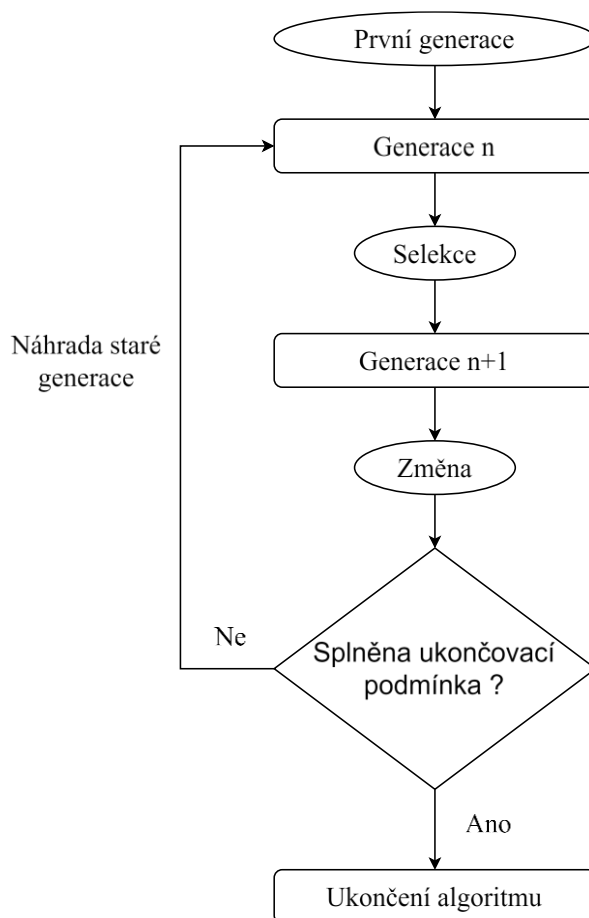 První generace
Generace n
Selekce
Generace n+1
Náhrada staré
generace
Změna
Ne
Splněna ukončovací
podmínka ?
Ano
Ukončení algoritmu